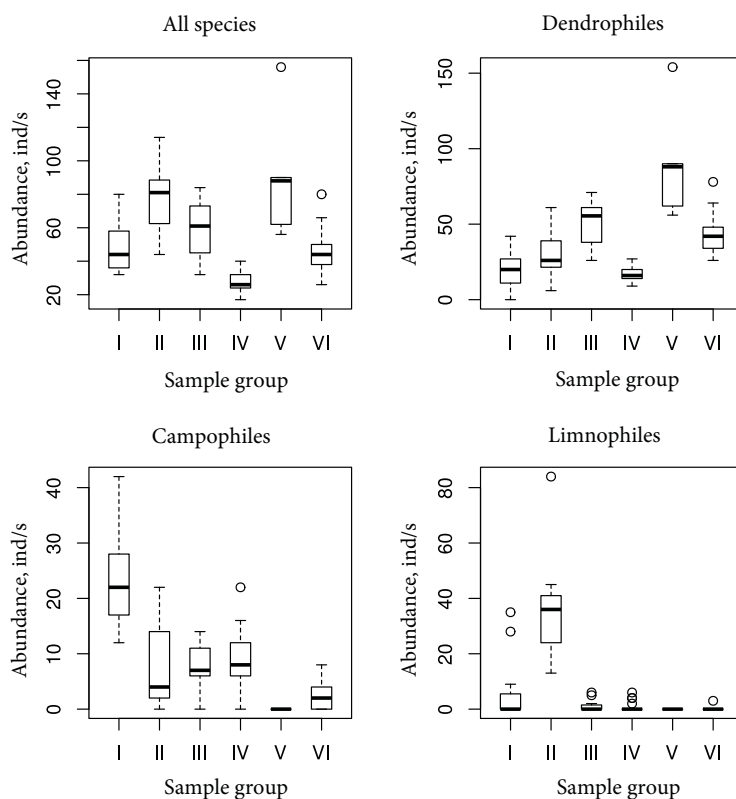 All species
Abundance, ind/s
140
100
60
20
I II III IV V VI
Sample group
Dendrophiles
Abundance, ind/s
150
100
50
0
I II III IV V VI
Sample group
Campophiles
Abundance, ind/s
40
30
20
10
0
I II III IV V VI
Sample group
Limnophiles
Abundance, ind/s
80
60
40
20
0
I II III IV V VI
Sample group